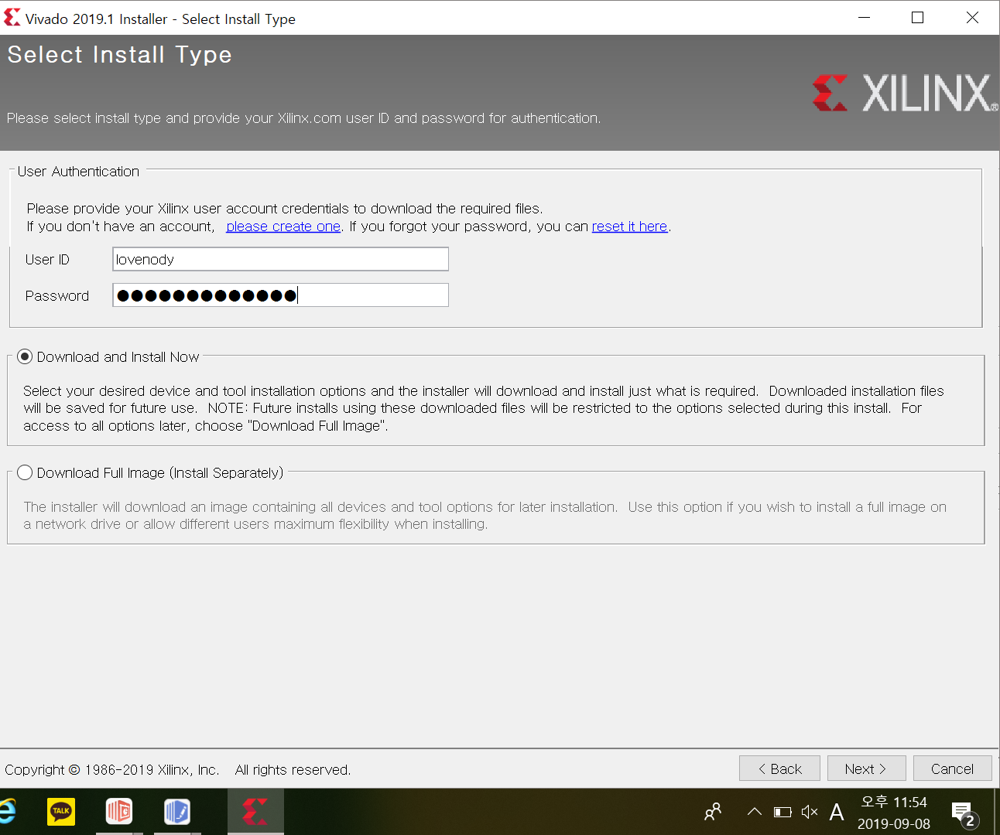 Vivado 2019.1 Installer - Select Install Type
Select Install Type
XILINX®
Please select install type and provide your Xilinx.com user ID and password for authentication.
User Authentication
Please provide your Xilinx user account credentials to download the required files.
If you don't have an account, please create one. If you forgot your password, you can reset it here.
User ID lovenody
Password ●●●●●●●●●●●●●
Download and Install Now
Select your desired device and tool installation options and the installer will download and install just what is required. Downloaded installation files
will be saved for future use. NOTE: Future installs using these downloaded files will be restricted to the options selected during this install. For
access to all options later, choose "Download Full Image".
Download Full Image (Install Separately)
The installer will download an image containing all devices and tool options for later installation. Use this option if you wish to install a full image on
a network drive or allow different users maximum flexibility when installing.
Copyright © 1986-2019 Xilinx, Inc. All rights reserved.
< Back
Next >
Cancel
TALK
A
오후 11:54
2019-09-08
2